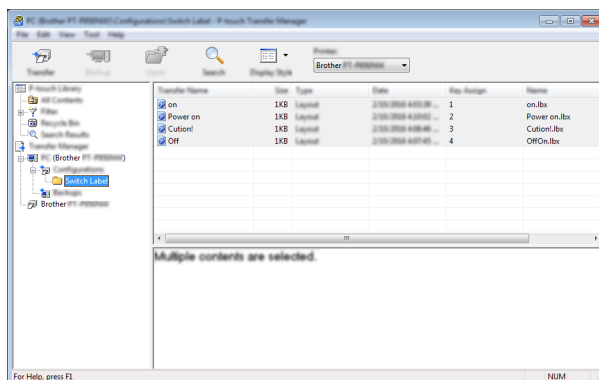 PC (Brother PT-P850NW)\Configurations\Switch Label - P-touch Transfer Manager
File Edit View Tool Help
Transfer Backup Open Search Display Style
Printer:
Brother
P-touch Library
All Contents
Filter
Recycle Bin
Search Results
Transfer Manager
PC (Brother
Configurations
Switch Label
Backups
Brother
Transfer Name Size Type Date Key Assign Name
on 1KB Layout 1 on.lbx
Power on 1KB Layout 2 Power on.lbx
Cution! 1KB Layout 3 Cution!.lbx
Off 1KB Layout 4 OffOn.lbx
Multiple contents are selected.
For Help, press F1 NUM